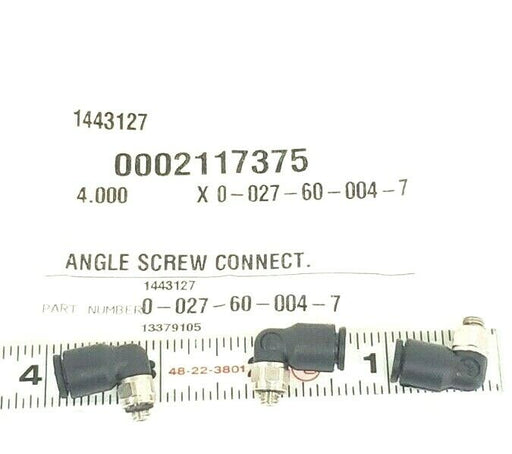 1443127
0002117375
4.000 X 0-027-60-004-7
ANGLE SCREW CONNECT.
1443127
PART NUMBER 0-027-60-004-7
13379105
4 48-22-3801 1